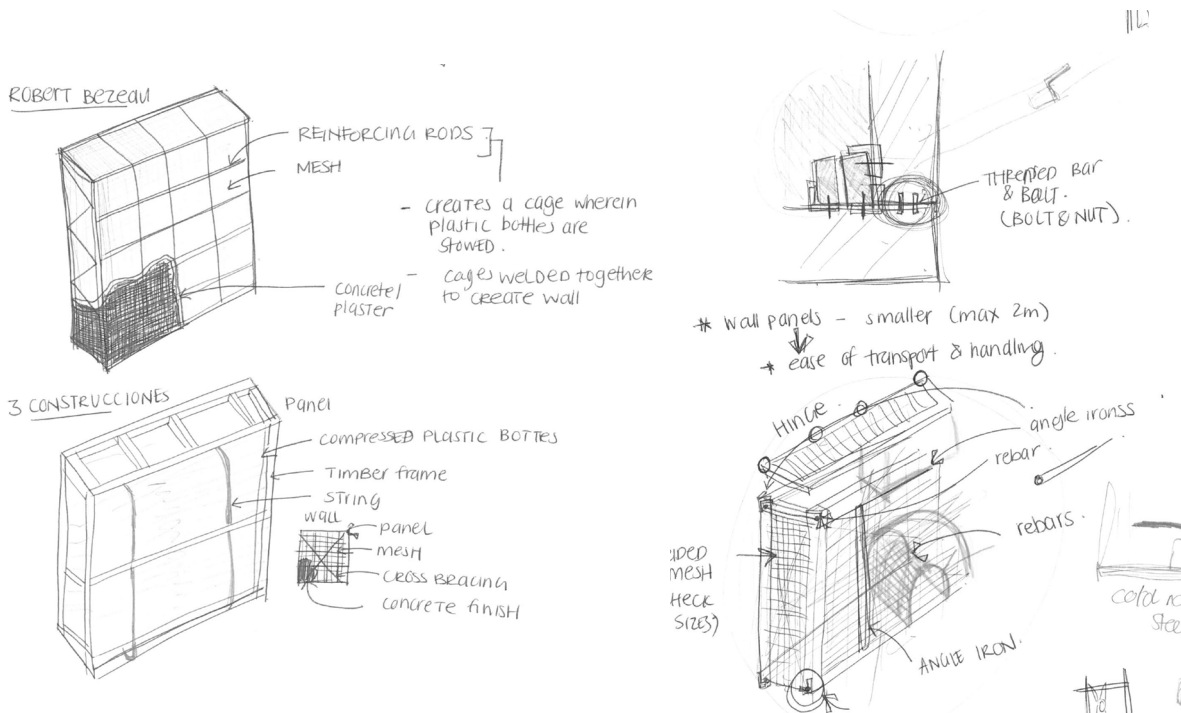 ROBERT BEZEAU
REINFORCING RODS
MESH
- creates a cage wherein
plastic bottles are
STOWED.
- cages WELDED together
to create wall
concrete/
plaster
3 CONSTRUCCIONES
Panel
compressed PLASTIC BOTTES
Timber frame
string
WALL
panel
mesh
CROSS BRACING
concrete finish
THREADED Bar
& BOLT.
(BOLT & NUT).
* wall panels - smaller (max 2m)
* ease of transport & handling.
HINGE
angle ironss
rebar
rebars.
MESH
HECK
SIZES)
ANGLE IRON.